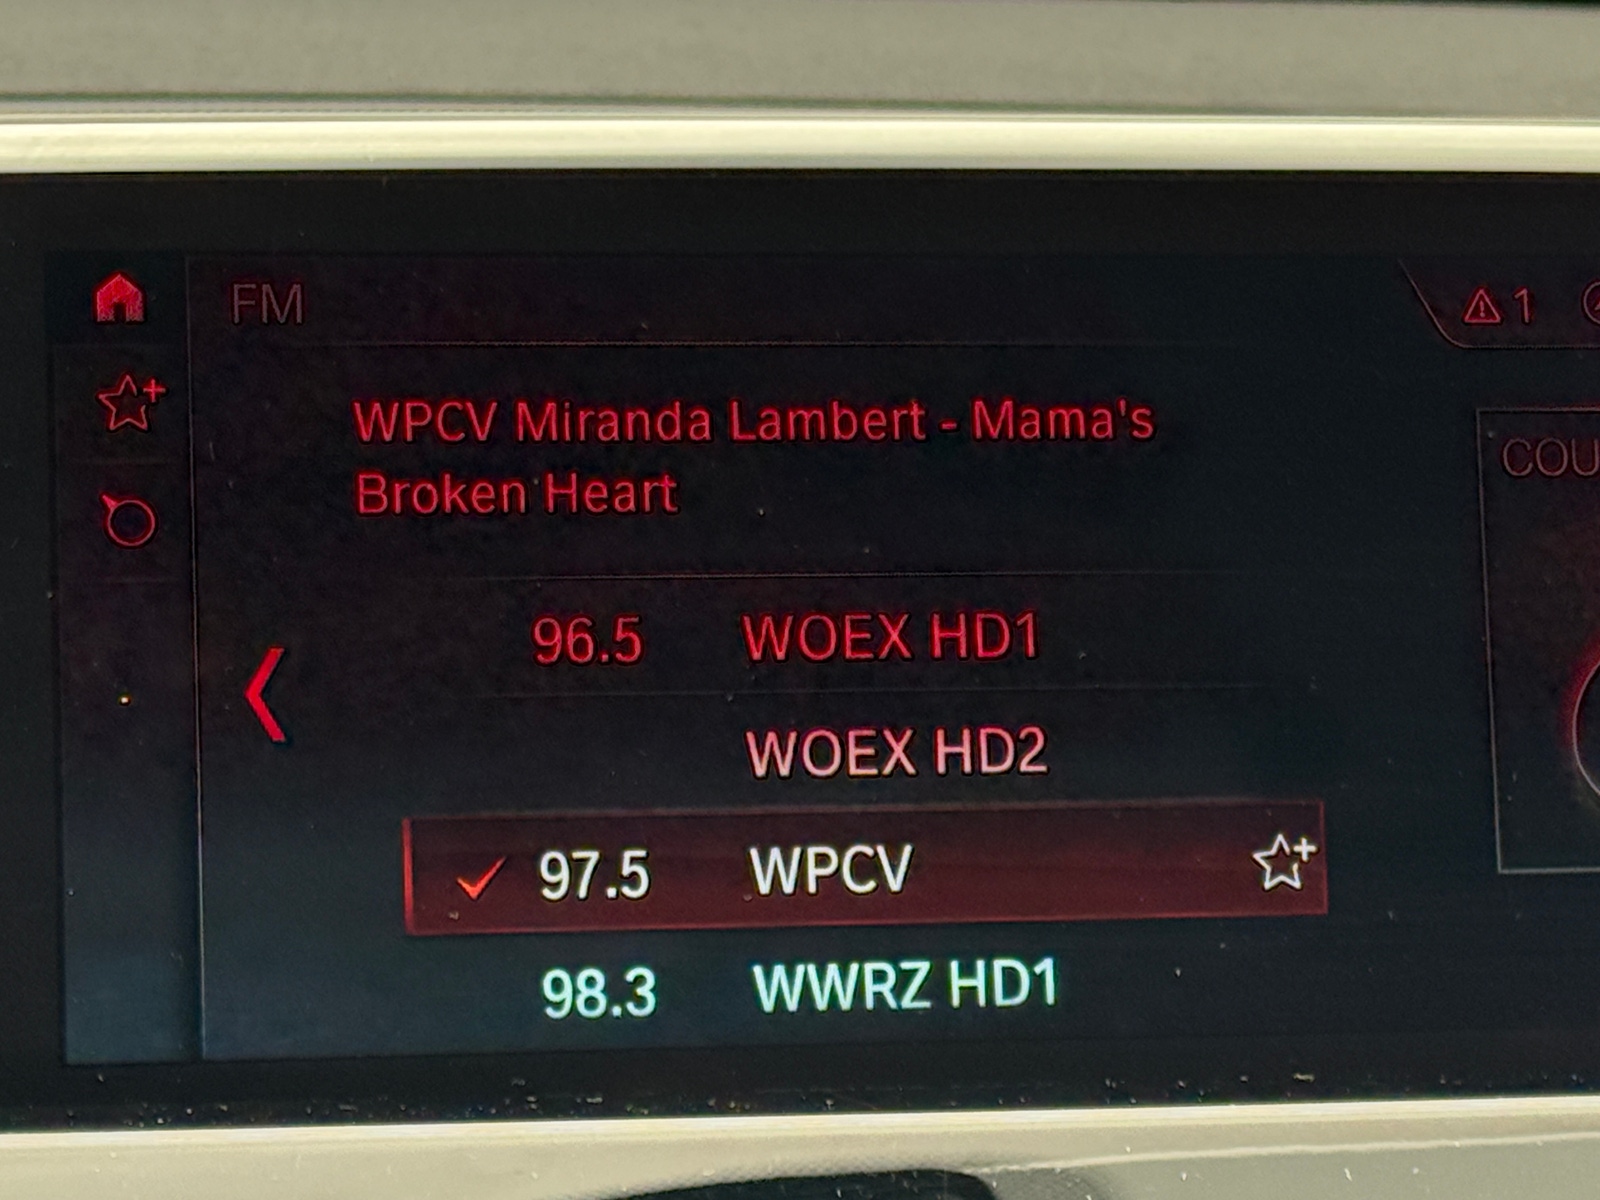 FM
1
WPCV Miranda Lambert - Mama's
Broken Heart
COU
96.5 WOEX HD1
WOEX HD2
97.5 WPCV
98.3 WWRZ HD1